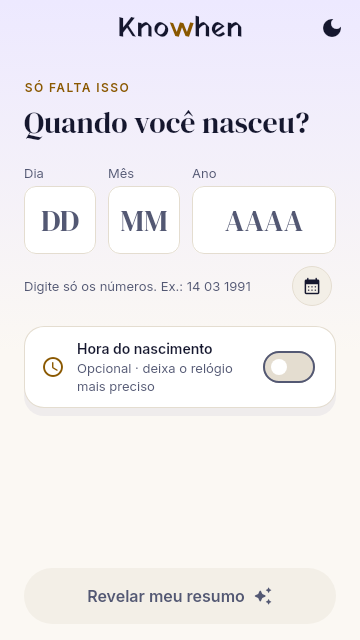 Knowhen
SÓ FALTA ISSO
Quando você nasceu?
Dia Mês Ano
DD MM AAAA
Digite só os números. Ex.: 14 03 1991
Hora do nascimento
Opcional · deixa o relógio
mais preciso
Revelar meu resumo